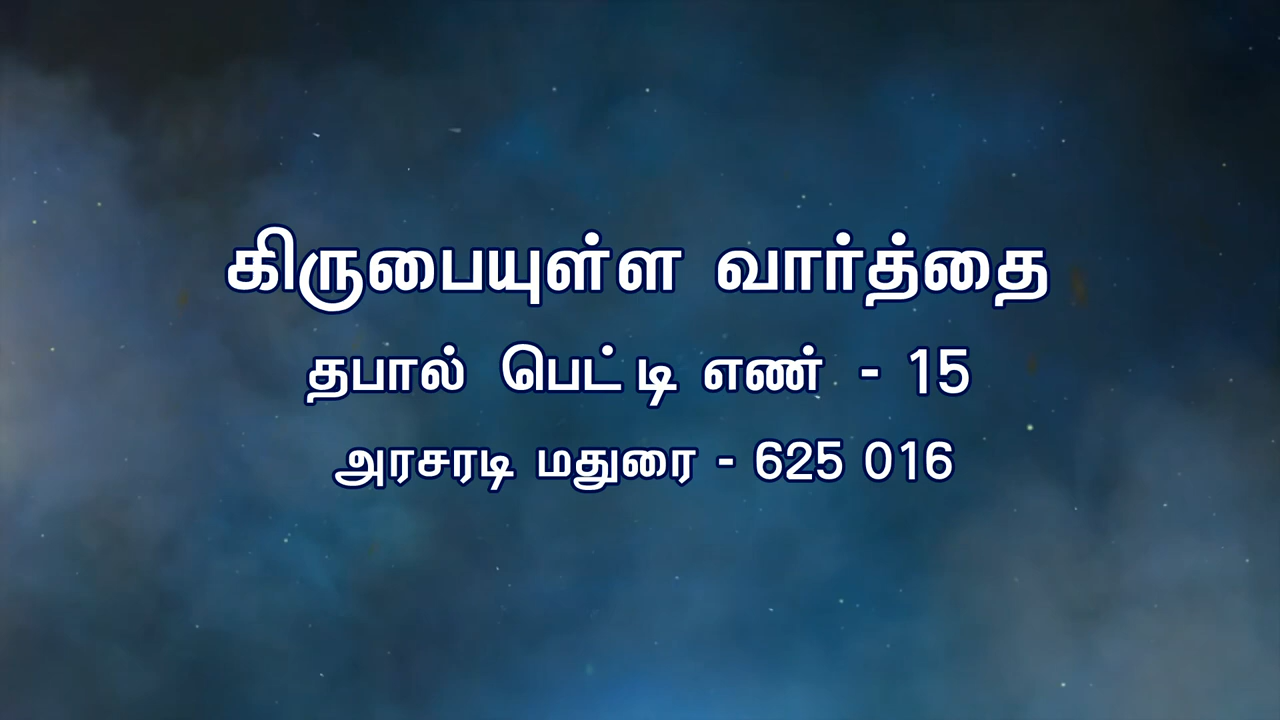 கிருபையுள்ள வார்த்தை
தபால் பெட்டி எண் - 15
அரசரடி மதுரை - 625 016